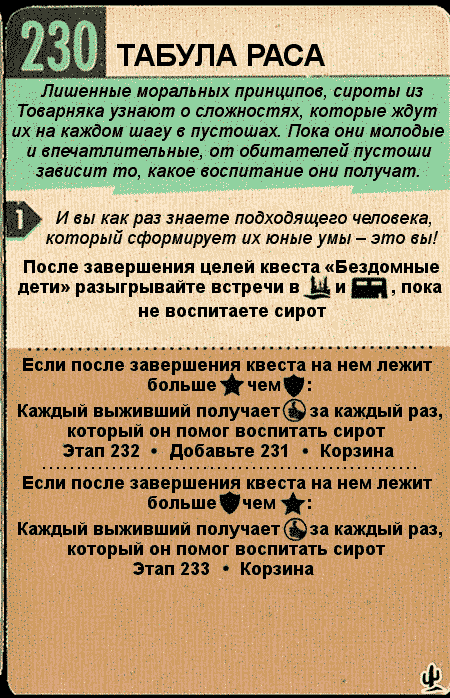 230 ТАБУЛА РАСА
Лишенные моральных принципов, сироты из
Товарняка узнают о сложностях, которые ждут
их на каждом шагу в пустошах. Пока они молодые
и впечатлительные, от обитателей пустоши
зависит то, какое воспитание они получат.
1 И вы как раз знаете подходящего человека,
который сформирует их юные умы – это вы!
После завершения целей квеста «Бездомные
дети» разыгрывайте встречи в и , пока
не воспитаете сирот
Если после завершения квеста на нем лежит
больше чем :
Каждый выживший получает за каждый раз,
который он помог воспитать сирот
Этап 232 • Добавьте 231 • Корзина
Если после завершения квеста на нем лежит
больше чем :
Каждый выживший получает за каждый раз,
который он помог воспитать сирот
Этап 233 • Корзина